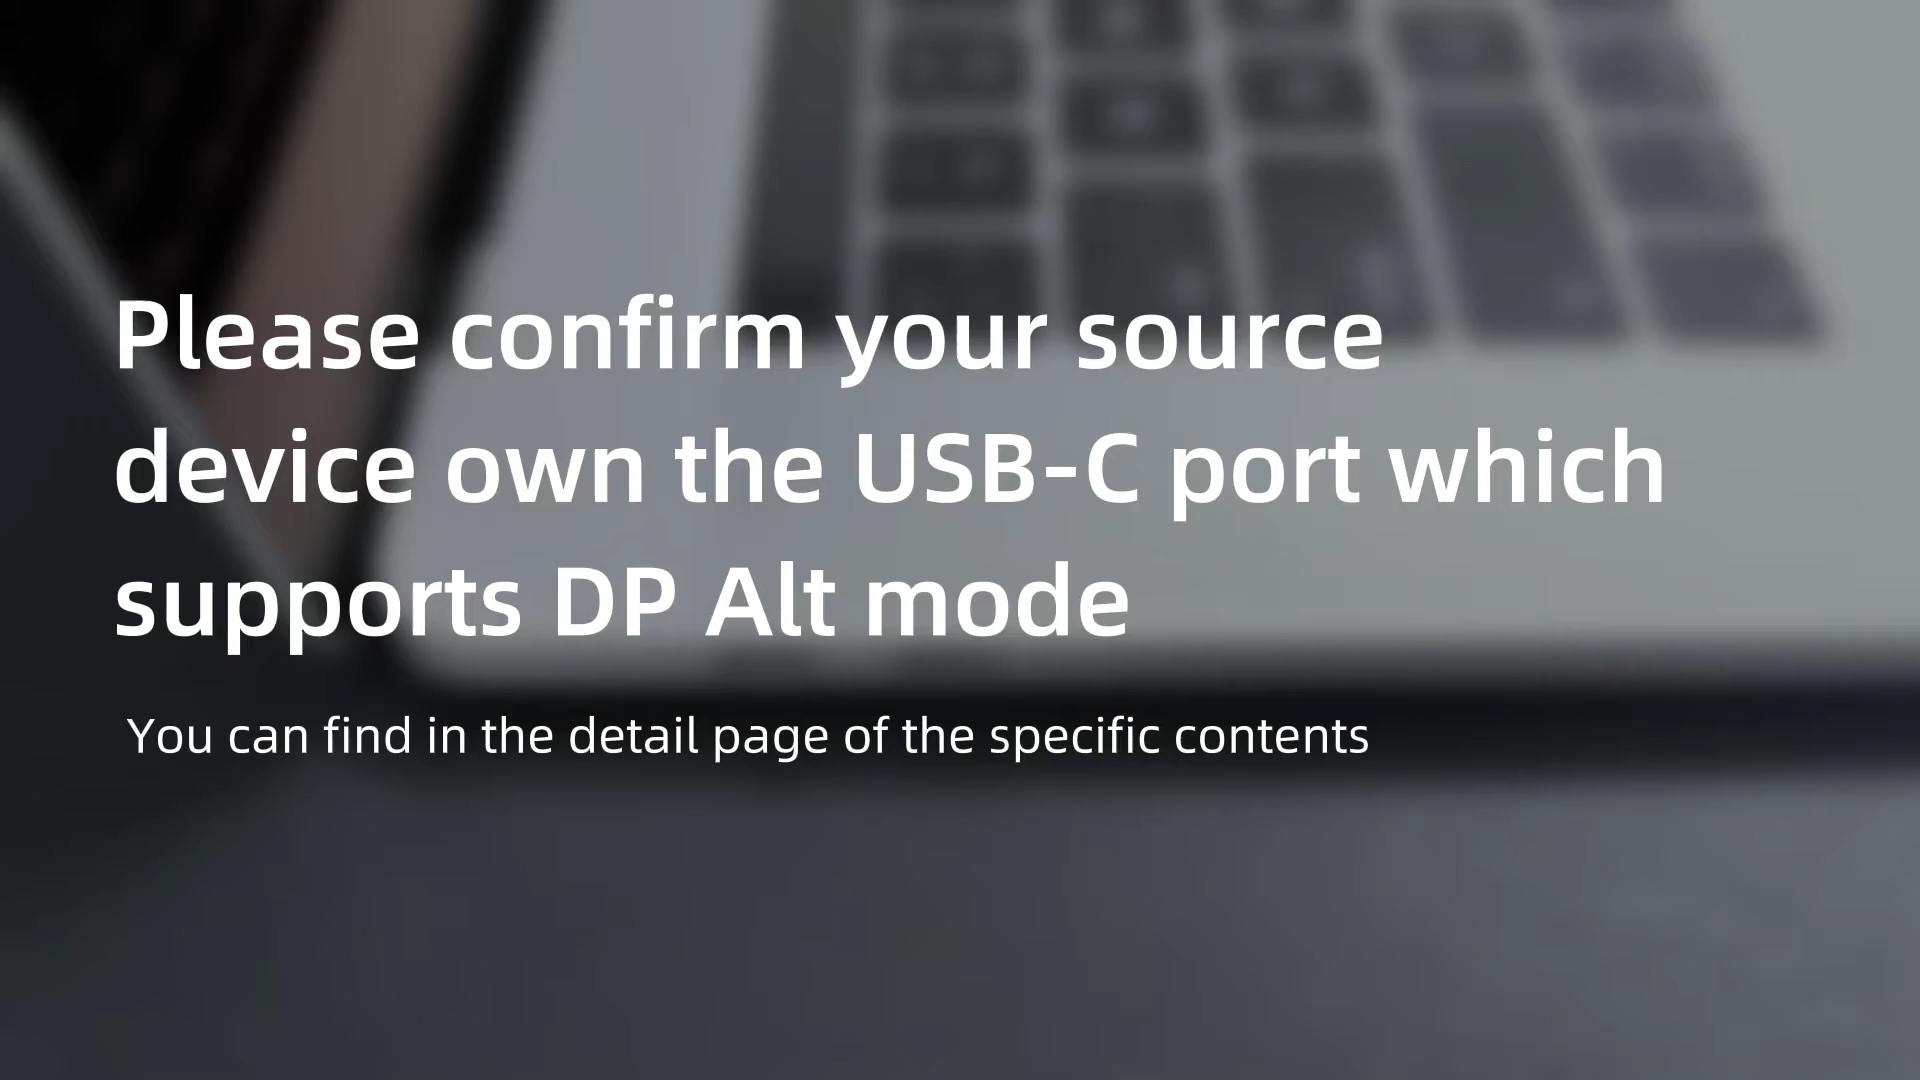 Please confirm your source
device own the USB-C port which
supports DP Alt mode
You can find in the detail page of the specific contents